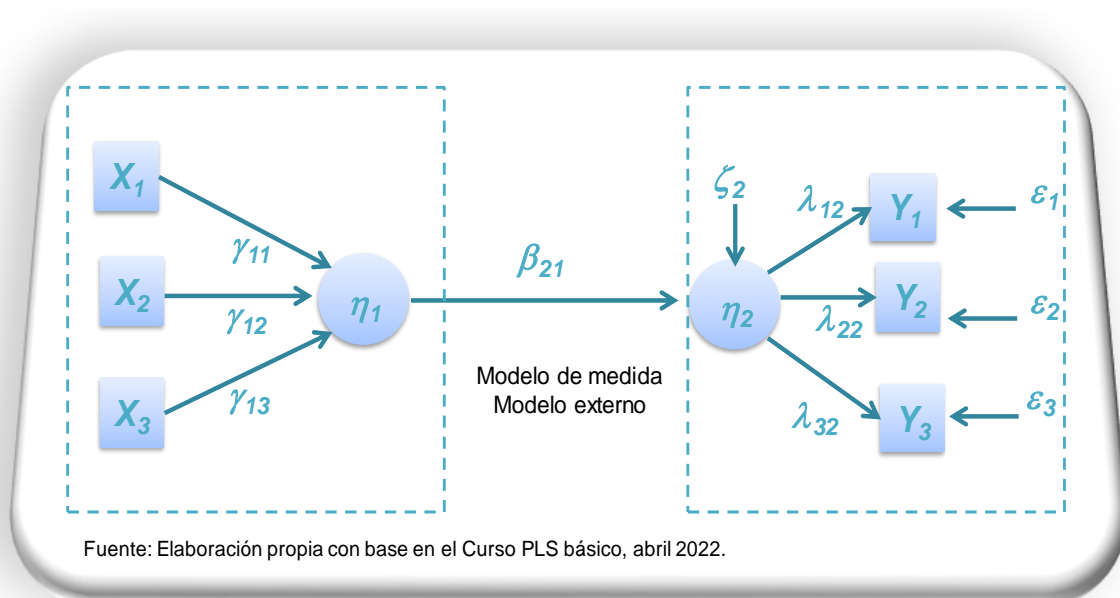 X1
X2
X3
γ11
γ12
γ13
η1
β21
Modelo de medida
Modelo externo
ζ2
η2
λ12
λ22
λ32
Y1
Y2
Y3
ε1
ε2
ε3
Fuente: Elaboración propia con base en el Curso PLS básico, abril 2022.